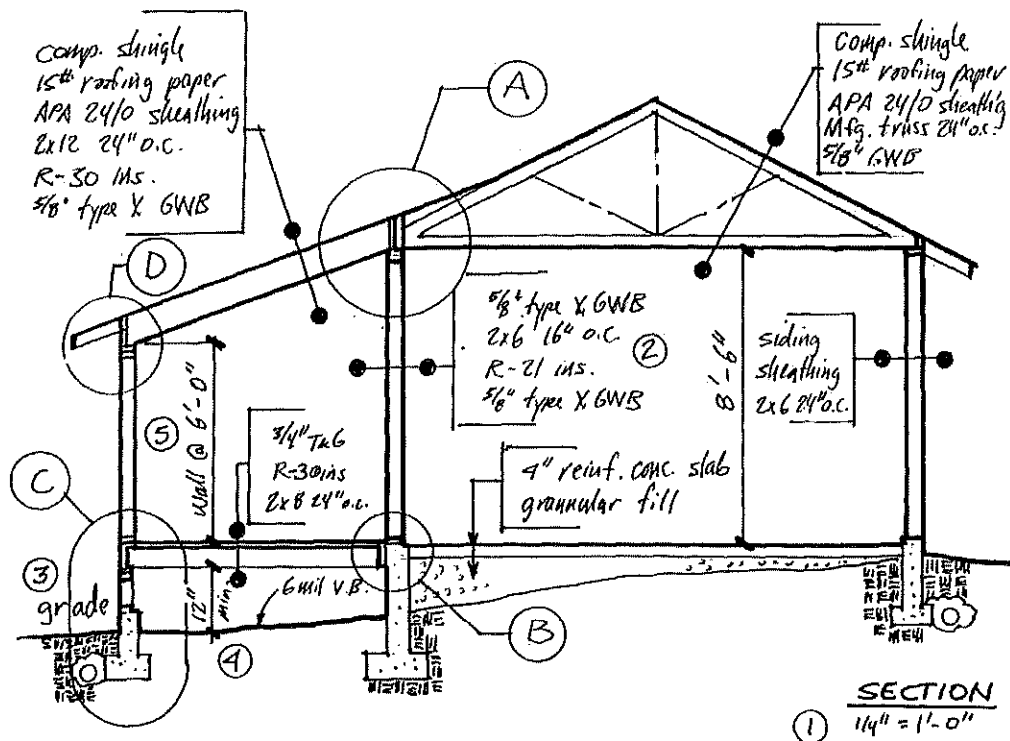 Comp. shingle
15# roofing paper
APA 24/0 sheathing
2x12 24" o.c.
R-30 ins.
5/8" type X GWB
A
Comp. shingle
15# roofing paper
APA 24/0 sheathing
Mfg. truss 24" o.c.
5/8" GWB
D
5/8" type X GWB
2x6 16" o.c.
R-21 ins.
5/8" type X GWB
2
8'-6"
siding
sheathing
2x6 24" o.c.
5
Wall @ 6'-0"
3/4" T&G
R-30 ins
2x8 24" o.c.
4" reinf. conc. slab
grannular fill
C
3
grade
12"
min
6 mil V.B.
4
B
SECTION
1
1/4" = 1'-0"